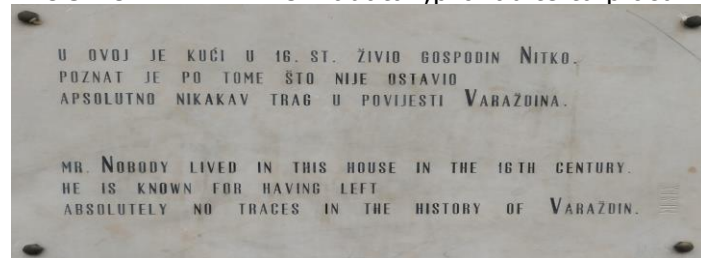 U OVOJ JE KUĆI U 16. ST. ŽIVIO GOSPODIN NITKO.
POZNAT JE PO TOME ŠTO NIJE OSTAVIO
APSOLUTNO NIKAKAV TRAG U POVIJESTI VARAŽDINA.
MR. NOBODY LIVED IN THIS HOUSE IN THE 16TH CENTURY.
HE IS KNOWN FOR HAVING LEFT
ABSOLUTELY NO TRACES IN THE HISTORY OF VARAŽDIN.